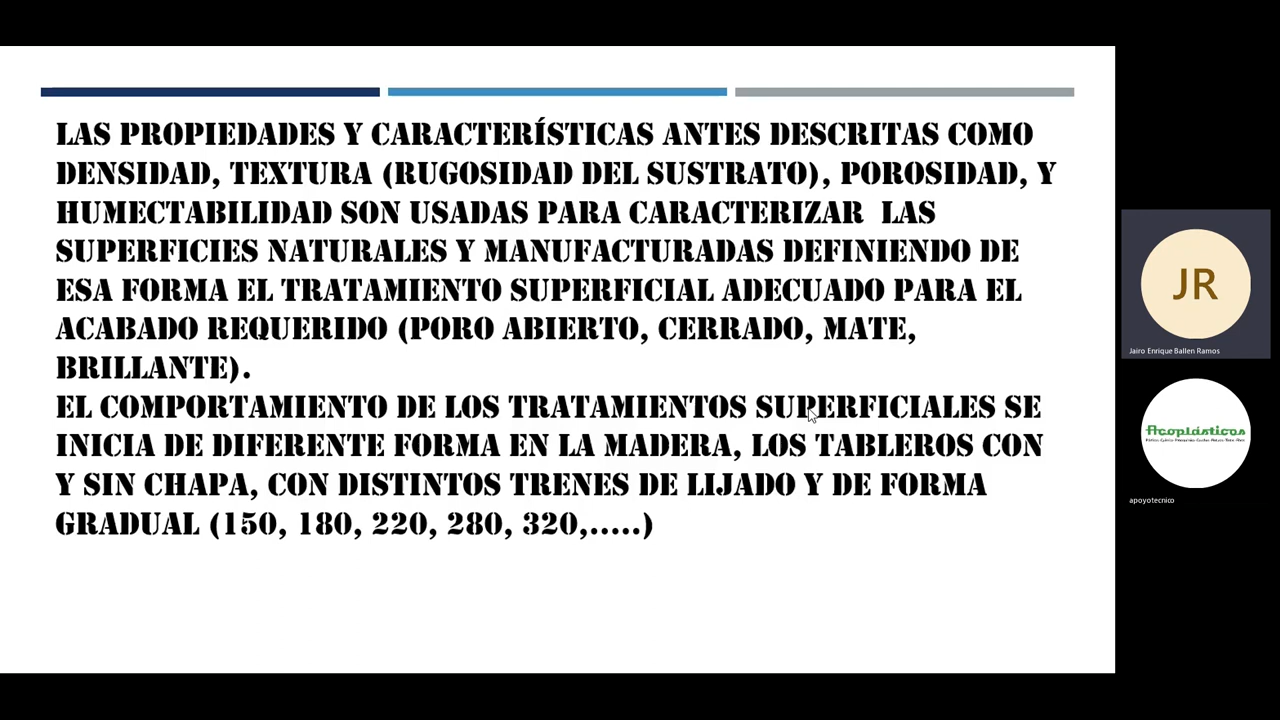 LAS PROPIEDADES Y CARACTERÍSTICAS ANTES DESCRITAS COMO
DENSIDAD, TEXTURA (RUGOSIDAD DEL SUSTRATO), POROSIDAD, Y
HUMECTABILIDAD SON USADAS PARA CARACTERIZAR LAS
SUPERFICIES NATURALES Y MANUFACTURADAS DEFINIENDO DE
ESA FORMA EL TRATAMIENTO SUPERFICIAL ADECUADO PARA EL
ACABADO REQUERIDO (PORO ABIERTO, CERRADO, MATE,
BRILLANTE).
EL COMPORTAMIENTO DE LOS TRATAMIENTOS SUPERFICIALES SE
INICIA DE DIFERENTE FORMA EN LA MADERA, LOS TABLEROS CON
Y SIN CHAPA, CON DISTINTOS TRENES DE LIJADO Y DE FORMA
GRADUAL (150, 180, 220, 280, 320,.....)
JR
Jairo Enrique Ballen Ramos
Acoplásticos
apoyotecnico